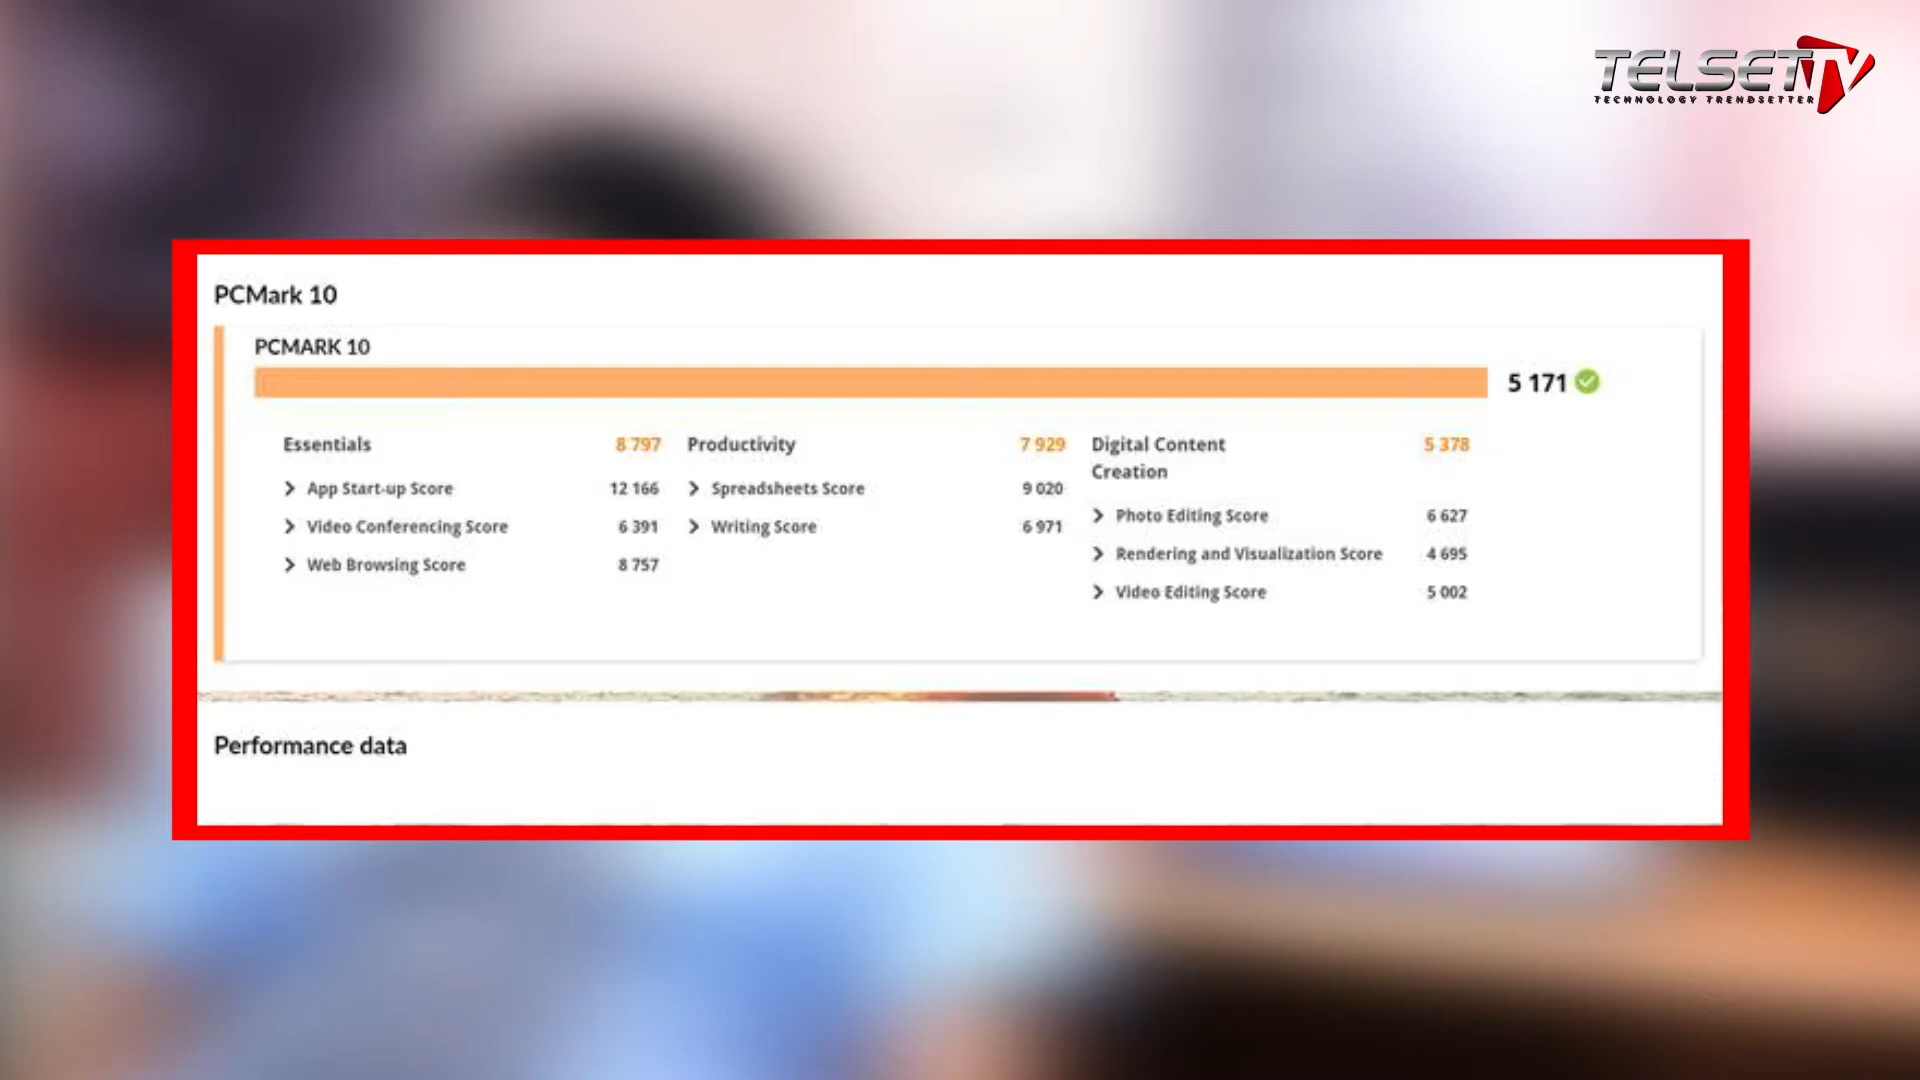 TELSET TV
TECHNOLOGY TRENDSETTER
PCMark 10
PCMARK 10
5 171
Essentials 8 797
App Start-up Score 12 166
Video Conferencing Score 6 391
Web Browsing Score 8 757
Productivity 7 929
Spreadsheets Score 9 020
Writing Score 6 971
Digital Content 5 378
Creation
Photo Editing Score 6 627
Rendering and Visualization Score 4 695
Video Editing Score 5 002
Performance data